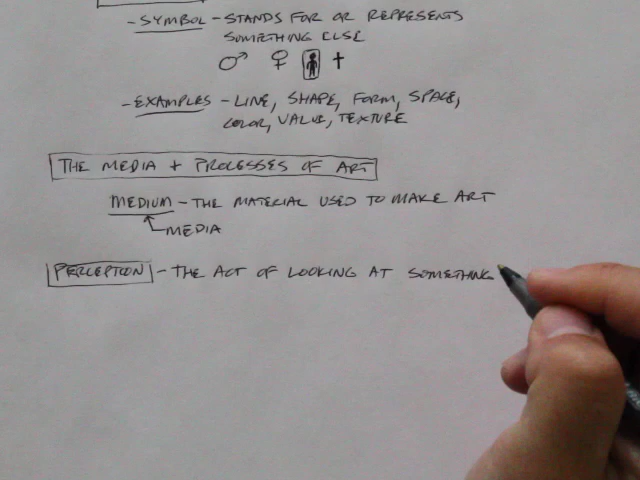 - SYMBOL - STANDS FOR OR REPRESENTS
SOMETHING ELSE
♂ ♀ ✝
- EXAMPLES - LINE, SHAPE, FORM, SPACE,
COLOR, VALUE, TEXTURE
THE MEDIA + PROCESSES OF ART
MEDIUM - THE MATERIAL USED TO MAKE ART
MEDIA
PERCEPTION - THE ACT OF LOOKING AT SOMETHING